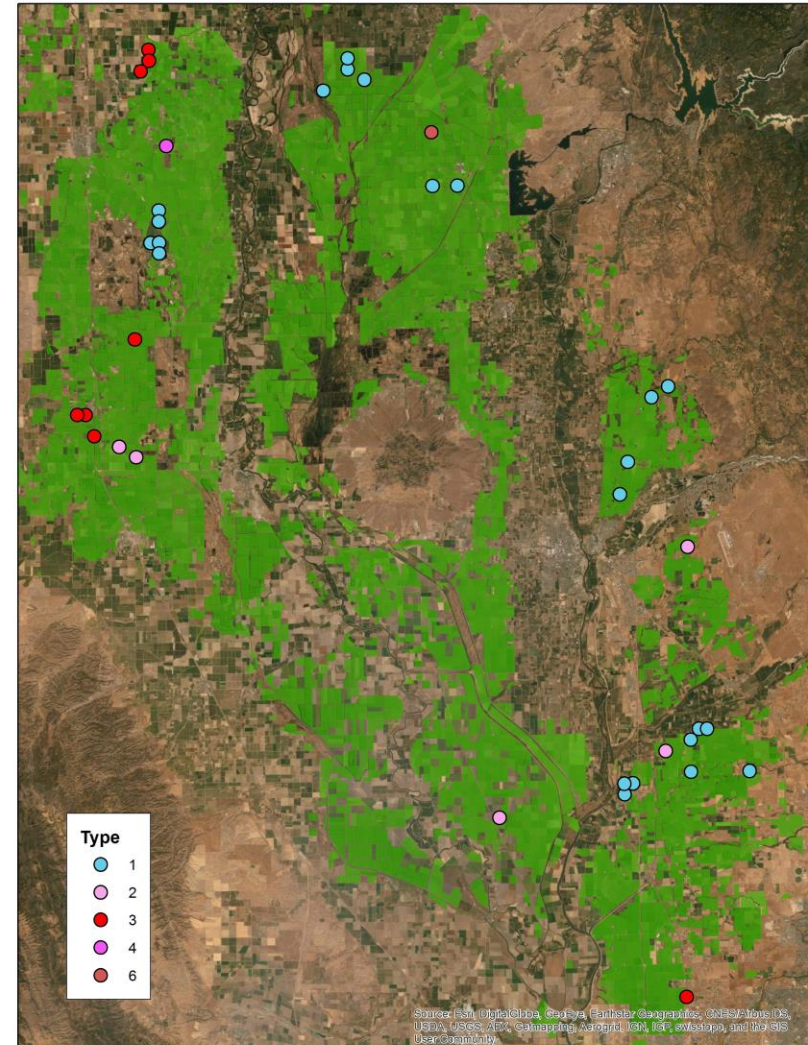 Type
1
2
3
4
6
Source: Esri, DigitalGlobe, GeoEye, Earthstar Geographics, CNES/Airbus DS,
USDA, USGS, AEX, Getmapping, Aerogrid, IGN, IGP, swisstopo, and the GIS
User Community